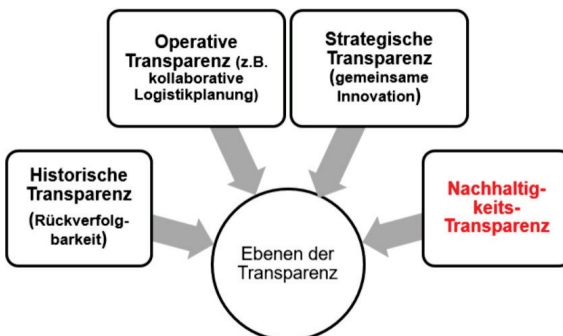 Operative
Transparenz (z.B.
kollaborative
Logistikplanung)
Strategische
Transparenz
(gemeinsame
Innovation)
Historische
Transparenz
(Rückverfolg-
barkeit)
Nachhaltig-
keits-
Transparenz
Ebenen der
Transparenz